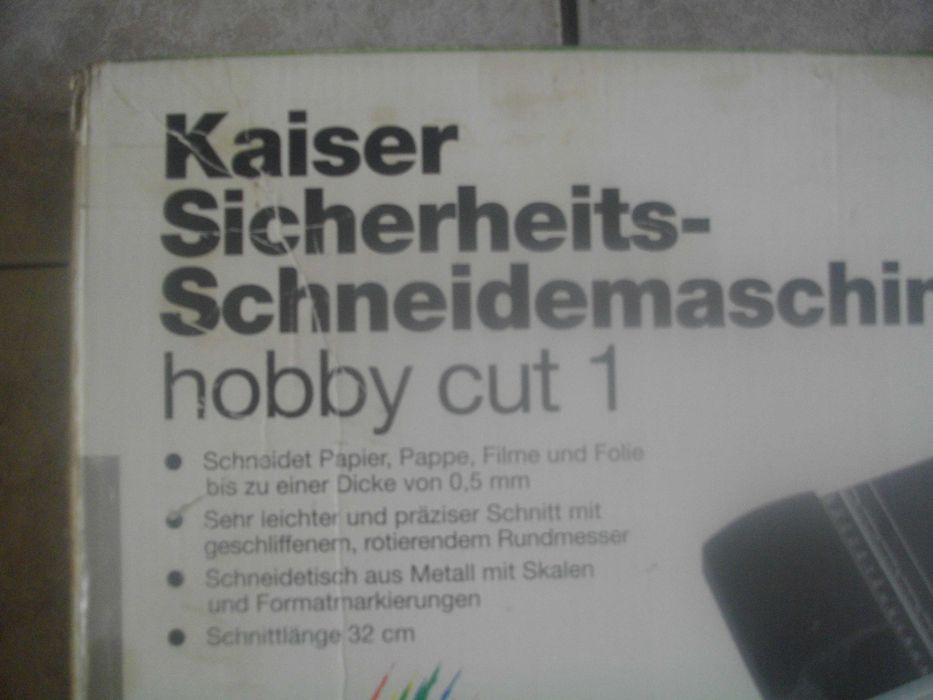 Kaiser
Sicherheits-
Schneidemaschin
hobby cut 1
Schneidet Papier, Pappe, Filme und Folie
bis zu einer Dicke von 0,5 mm
Sehr leichter und präziser Schnitt mit
geschliffenem, rotierendem Rundmesser
Schneidetisch aus Metall mit Skalen
und Formatmarkierungen
Schnittlänge 32 cm